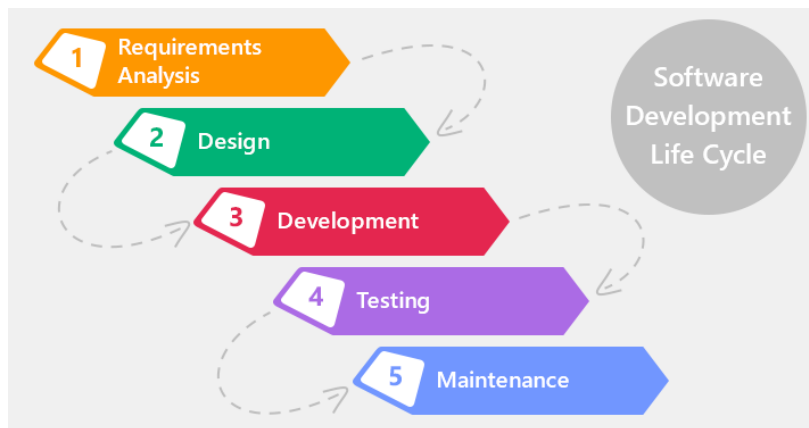 1
Requirements
Analysis
2
Design
3
Development
4
Testing
5
Maintenance
Software
Development
Life Cycle